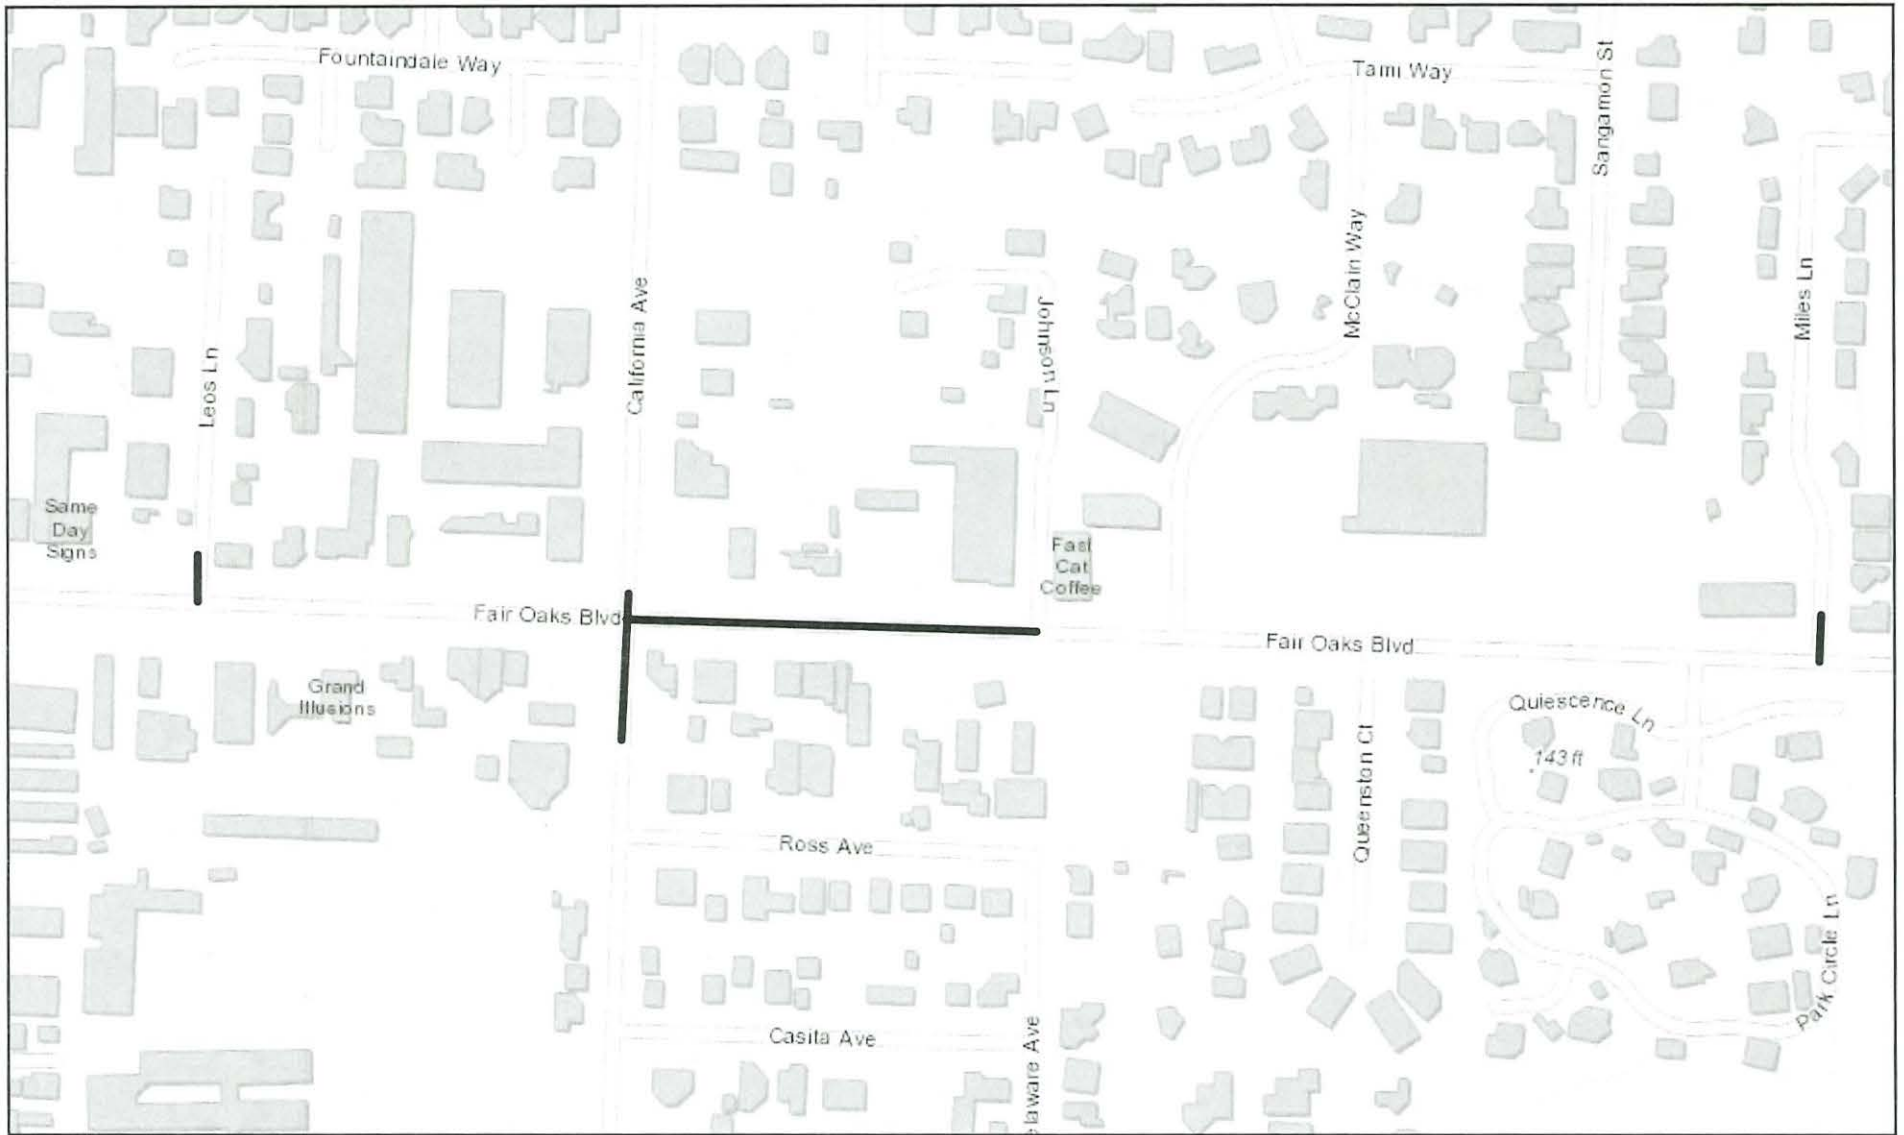 Fountaindale Way
Tami Way
Sangamon St
McClain Way
Miles Ln
California Ave
Johnson Ln
Leos Ln
Same
Day
Signs
Fast
Cat
Coffee
Fair Oaks Blvd
Fair Oaks Blvd
Grand
Illusions
Quiescence Ln
143 ft
Queenston Ct
Ross Ave
Park Circle Ln
Casita Ave
elaware Ave